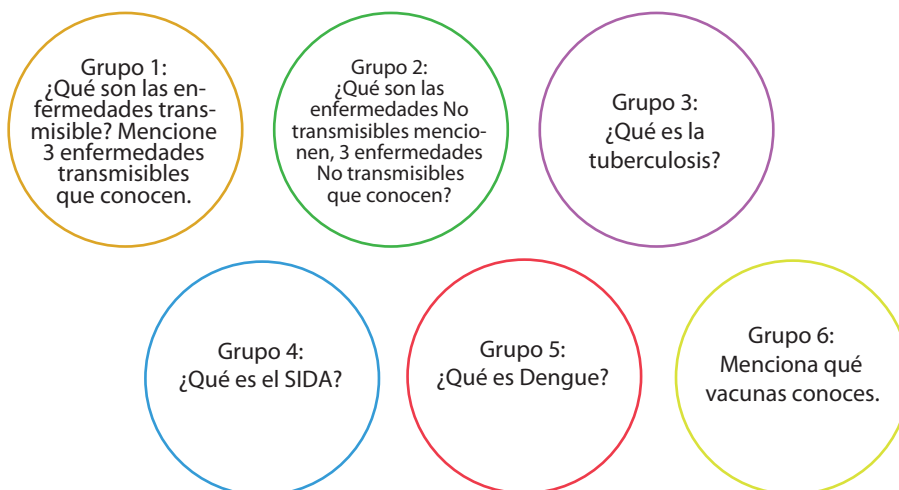 Grupo 1:
¿Qué son las en-
fermedades trans-
misible? Mencione
3 enfermedades
transmisibles
que conocen.
Grupo 2:
¿Qué son las
enfermedades No
transmisibles mencio-
nen, 3 enfermedades
No transmisibles
que conocen?
Grupo 3:
¿Qué es la
tuberculosis?
Grupo 4:
¿Qué es el SIDA?
Grupo 5:
¿Qué es Dengue?
Grupo 6:
Menciona qué
vacunas conoces.